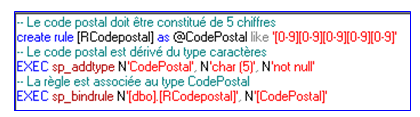 -- Le code postal doit être constitué de 5 chiffres
create rule [RCodepostal] as @CodePostal like '[0-9][0-9][0-9][0-9][0-9]'
-- Le code postal est dérivé du type caractères
EXEC sp_addtype N'CodePostal', N'char (5)', N'not null'
-- La règle est associée au type CodePostal
EXEC sp_bindrule N'[dbo].[RCodepostal]', N'[CodePostal]'